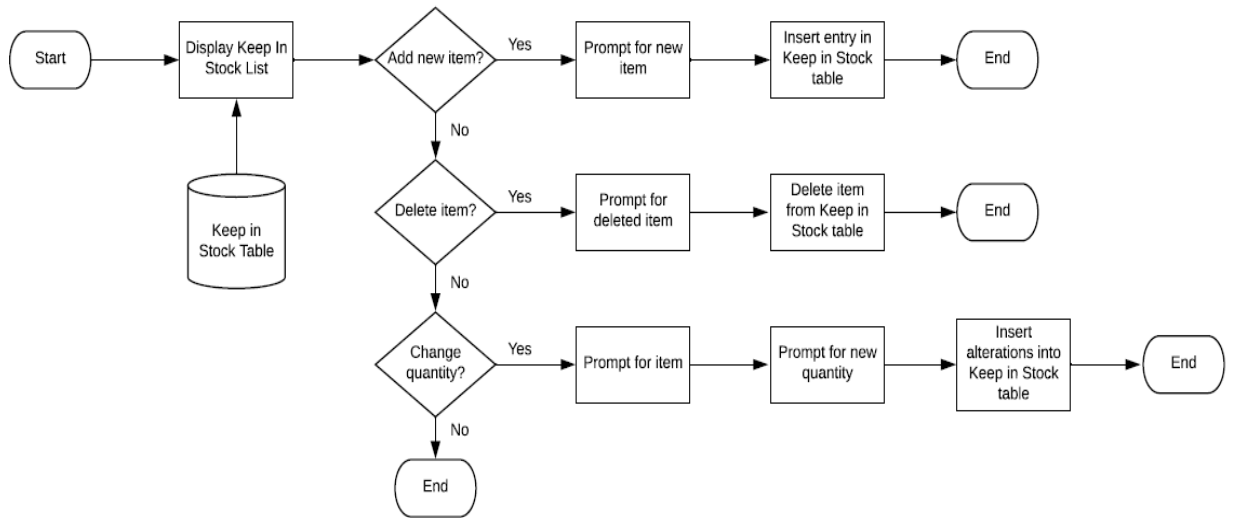 Start
Display Keep In
Stock List
Add new item?
Yes
Prompt for new
item
Insert entry in
Keep in Stock
table
End
No
Keep in
Stock Table
Delete item?
Yes
Prompt for
deleted item
Delete item
from Keep in
Stock table
End
No
Change
quantity?
Yes
Prompt for item
Prompt for new
quantity
Insert
alterations into
Keep in Stock
table
End
No
End